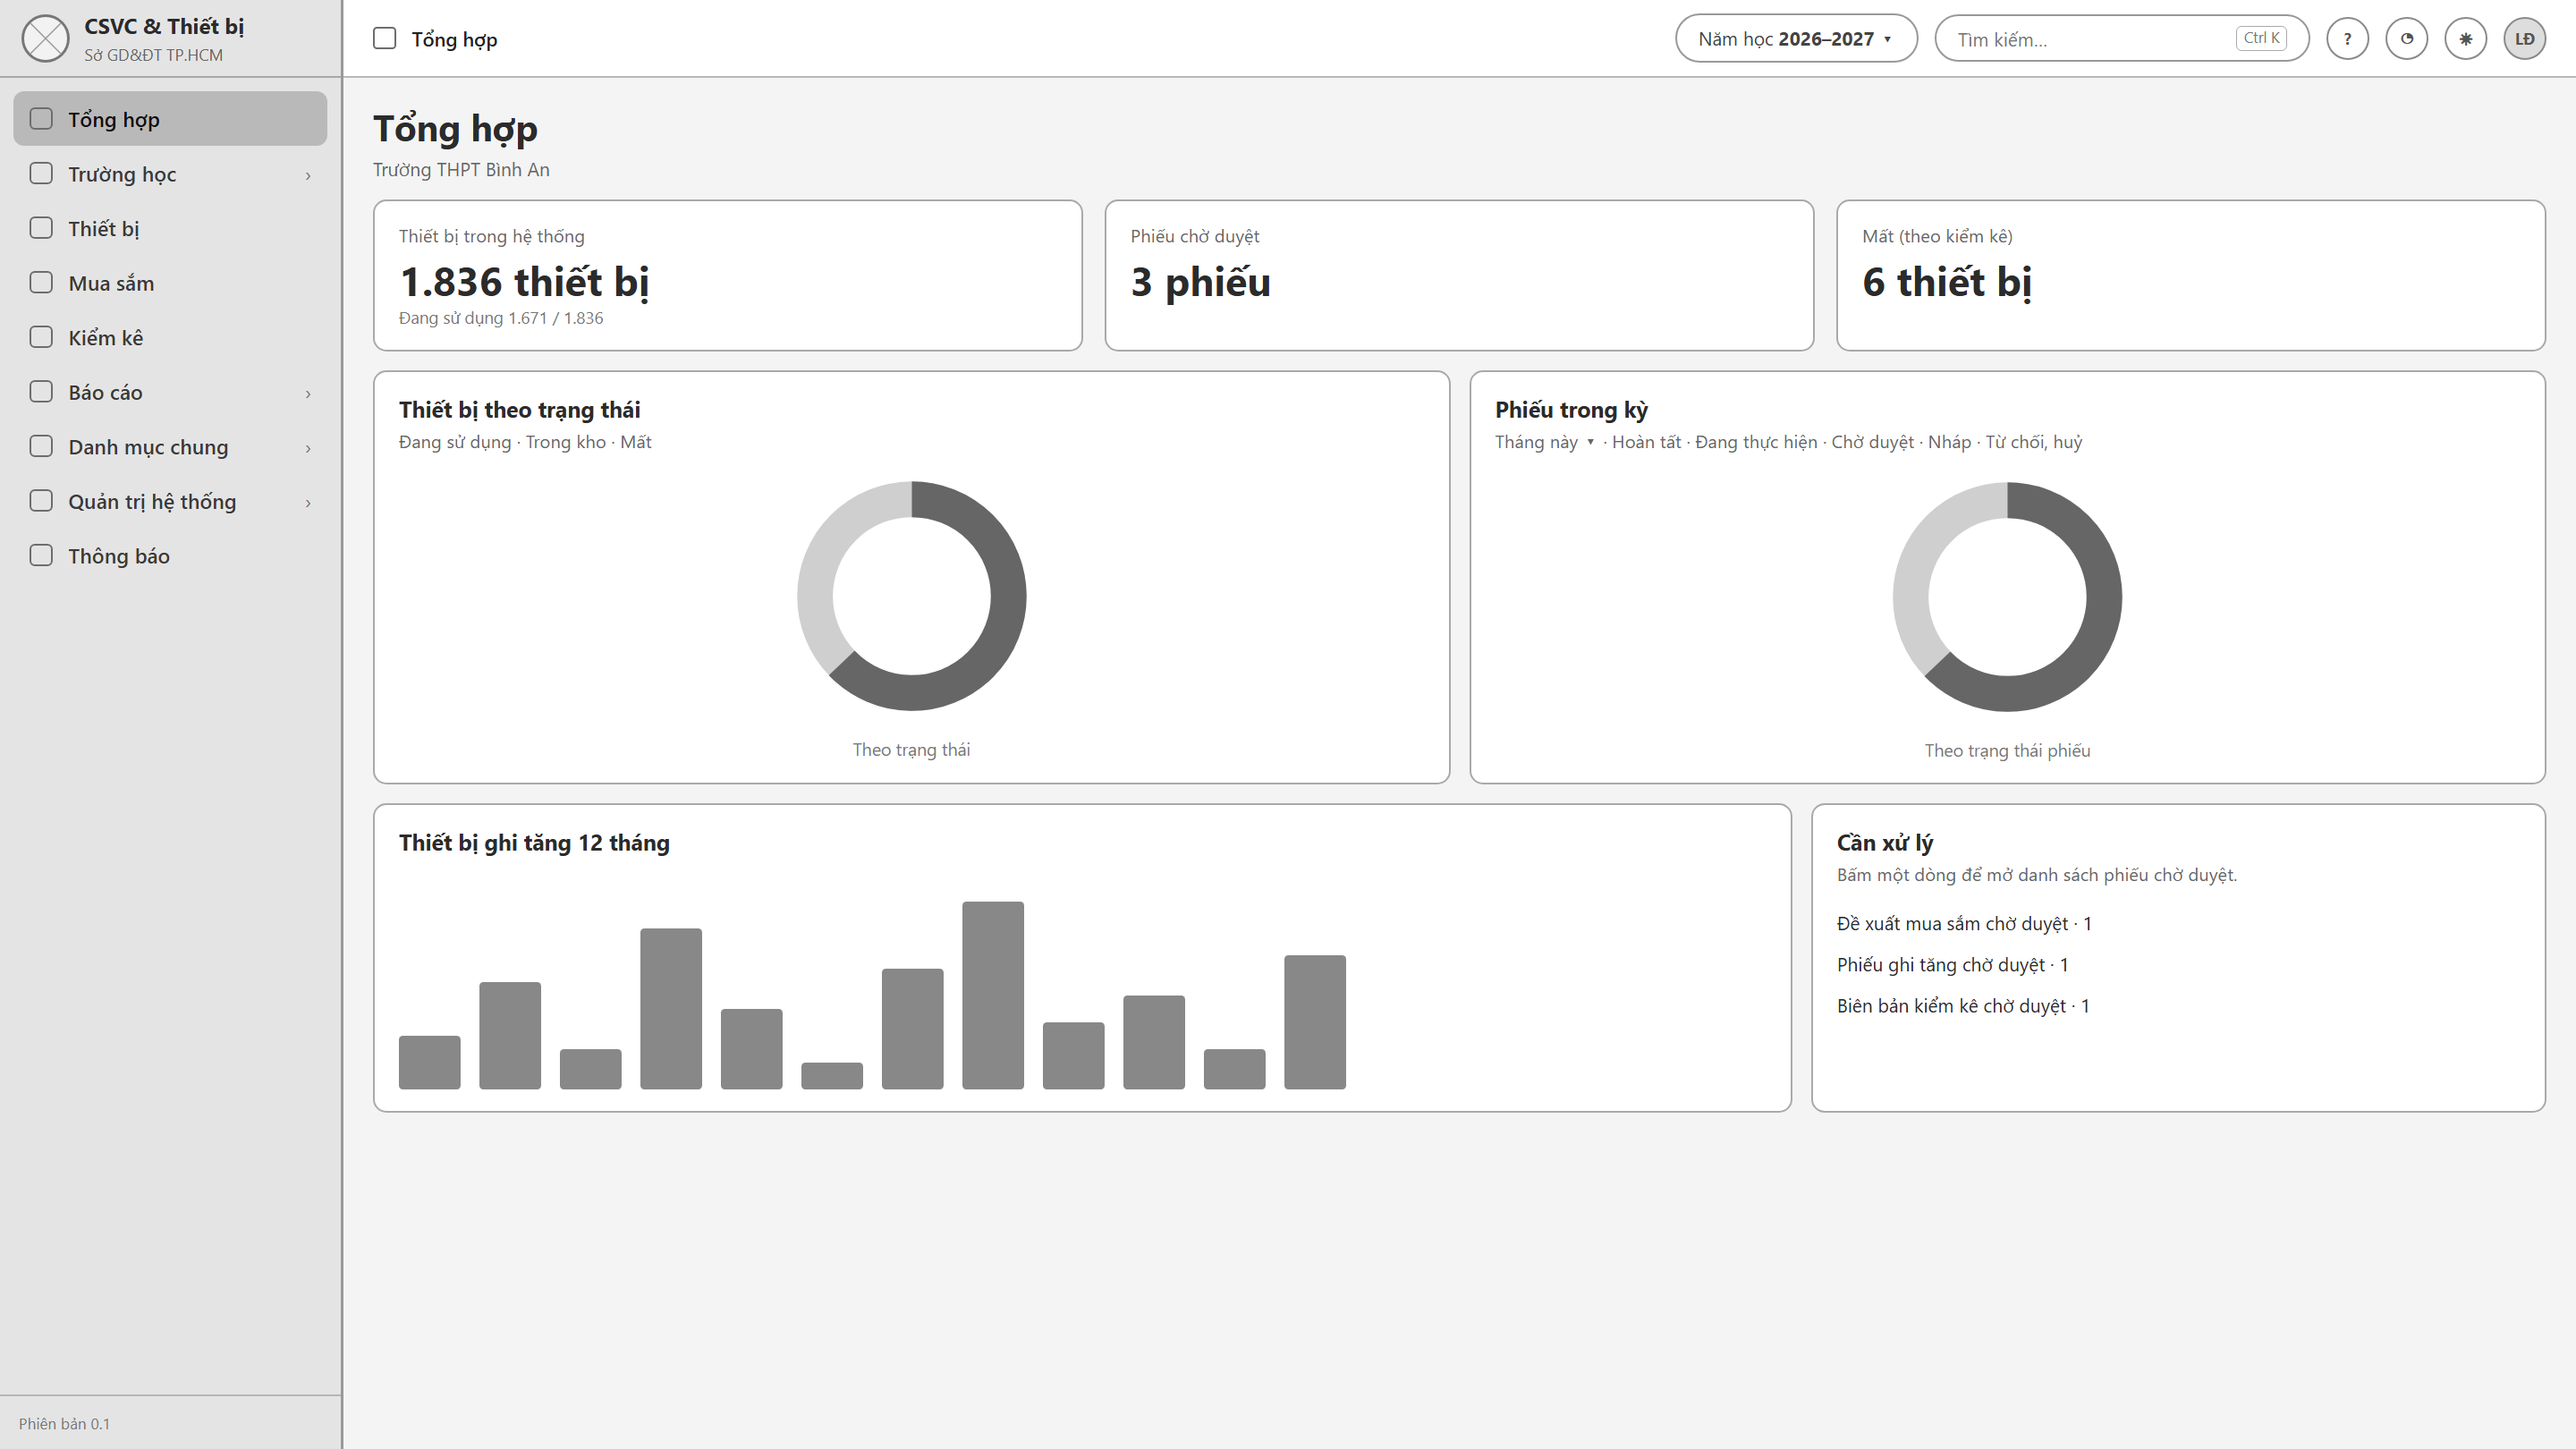 CSVC & Thiết bị
Sở GD&ĐT TP.HCM
Tổng hợp
Trường học
Thiết bị
Mua sắm
Kiểm kê
Báo cáo
Danh mục chung
Quản trị hệ thống
Thông báo
Phiên bản 0.1
Tổng hợp
Năm học 2026–2027
Tìm kiếm...
Ctrl K
?
LĐ
Tổng hợp
Trường THPT Bình An
Thiết bị trong hệ thống
1.836 thiết bị
Đang sử dụng 1.671 / 1.836
Phiếu chờ duyệt
3 phiếu
Mất (theo kiểm kê)
6 thiết bị
Thiết bị theo trạng thái
Đang sử dụng · Trong kho · Mất
Theo trạng thái
Phiếu trong kỳ
Tháng này ▾ · Hoàn tất · Đang thực hiện · Chờ duyệt · Nháp · Từ chối, huỷ
Theo trạng thái phiếu
Thiết bị ghi tăng 12 tháng
Cần xử lý
Bấm một dòng để mở danh sách phiếu chờ duyệt.
Đề xuất mua sắm chờ duyệt · 1
Phiếu ghi tăng chờ duyệt · 1
Biên bản kiểm kê chờ duyệt · 1